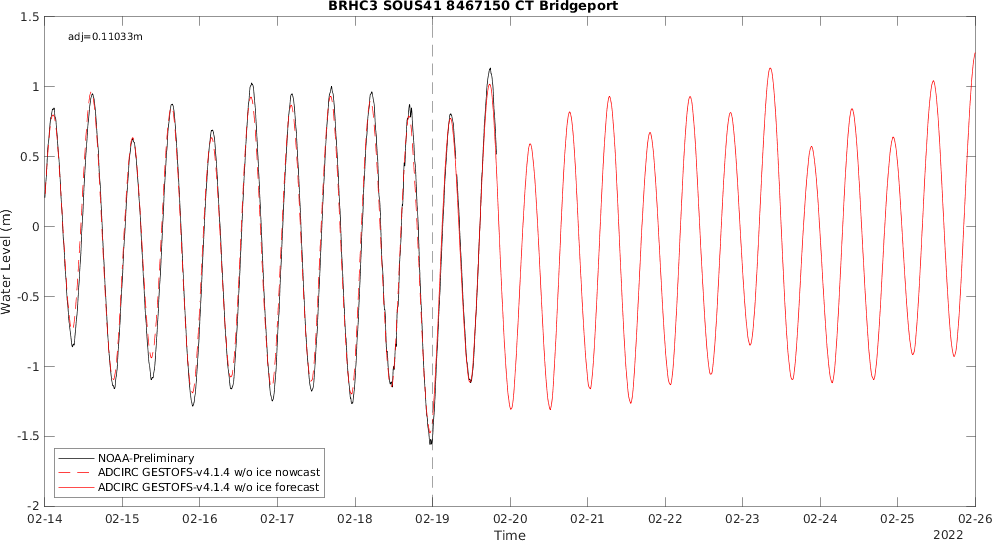 BRHC3 SOUS41 8467150 CT Bridgeport
adj=0.11033m
1.5
1
0.5
0
-0.5
-1
-1.5
-2
Water Level (m)
NOAA-Preliminary
ADCIRC GESTOFS-v4.1.4 w/o ice nowcast
ADCIRC GESTOFS-v4.1.4 w/o ice forecast
02-14 02-15 02-16 02-17 02-18 02-19 02-20 02-21 02-22 02-23 02-24 02-25 02-26
Time
2022